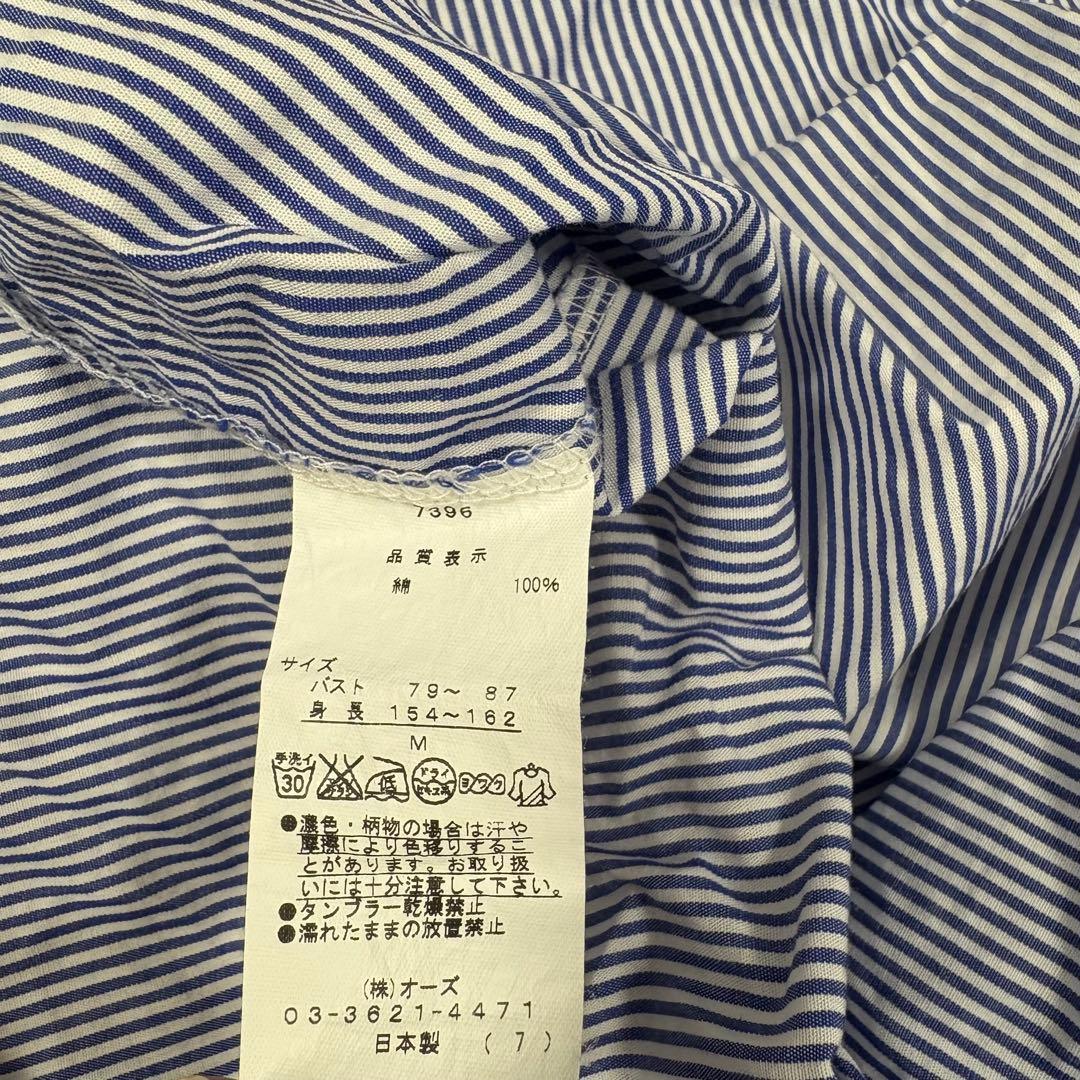 7396
品質表示
綿 100%
サイズ
バスト 79～ 87
身長 154～162
M
手洗イ
30
低
ドライ
ヨワク
●濃色・柄物の場合は汗や
摩擦により色移りするこ
とがあります。お取り扱
いには十分注意して下さい。
●タンブラー乾燥禁止
●濡れたままの放置禁止
(株)オーズ
03-3621-4471
日本製 (7)